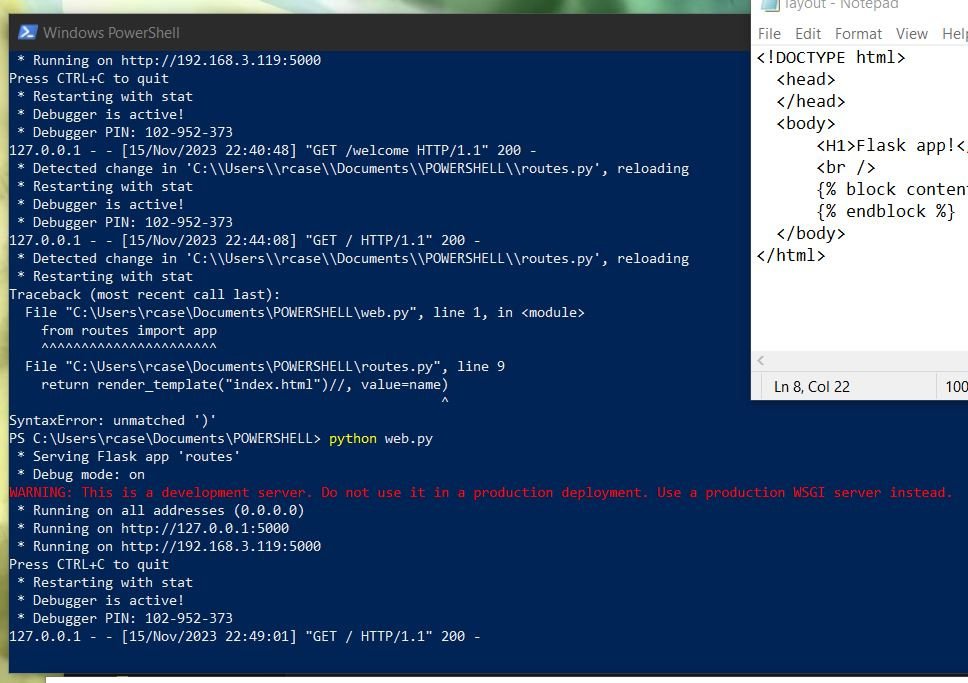 Windows PowerShell
 * Running on http://192.168.3.119:5000
Press CTRL+C to quit
 * Restarting with stat
 * Debugger is active!
 * Debugger PIN: 102-952-373
127.0.0.1 - - [15/Nov/2023 22:40:48] "GET /welcome HTTP/1.1" 200 -
 * Detected change in 'C:\\Users\\rcase\\Documents\\POWERSHELL\\routes.py', reloading
 * Restarting with stat
 * Debugger is active!
 * Debugger PIN: 102-952-373
127.0.0.1 - - [15/Nov/2023 22:44:08] "GET / HTTP/1.1" 200 -
 * Detected change in 'C:\\Users\\rcase\\Documents\\POWERSHELL\\routes.py', reloading
 * Restarting with stat
Traceback (most recent call last):
  File "C:\Users\rcase\Documents\POWERSHELL\web.py", line 1, in <module>
    from routes import app
    ^^^^^^^^^^^^^^^^^^^^^^
  File "C:\Users\rcase\Documents\POWERSHELL\routes.py", line 9
    return render_template("index.html")//, value=name)
                                                      ^
SyntaxError: unmatched ')'
PS C:\Users\rcase\Documents\POWERSHELL> python web.py
 * Serving Flask app 'routes'
 * Debug mode: on
WARNING: This is a development server. Do not use it in a production deployment. Use a production WSGI server instead.
 * Running on all addresses (0.0.0.0)
 * Running on http://127.0.0.1:5000
 * Running on http://192.168.3.119:5000
Press CTRL+C to quit
 * Restarting with stat
 * Debugger is active!
 * Debugger PIN: 102-952-373
127.0.0.1 - - [15/Nov/2023 22:49:01] "GET / HTTP/1.1" 200 -
layout - Notepad
File Edit Format View Help
<!DOCTYPE html>
  <head>
  </head>
  <body>
      <H1>Flask app!<
      <br />
      {% block conten
      {% endblock %}
  </body>
</html>
Ln 8, Col 22
100